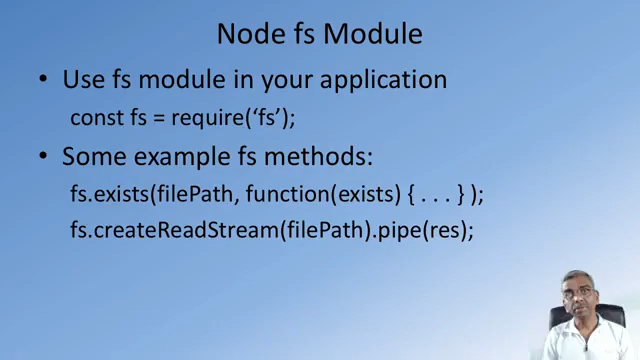 Node fs Module
• Use fs module in your application
const fs = require(‘fs’);
• Some example fs methods:
fs.exists(filePath, function(exists) { . . . } );
fs.createReadStream(filePath).pipe(res);